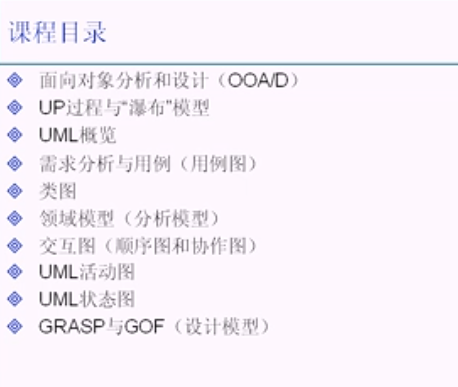 课程目录
面向对象分析和设计（OOA/D）
UP过程与“瀑布”模型
UML概览
需求分析与用例（用例图）
类图
领域模型（分析模型）
交互图（顺序图和协作图）
UML活动图
UML状态图
GRASP与GOF（设计模型）